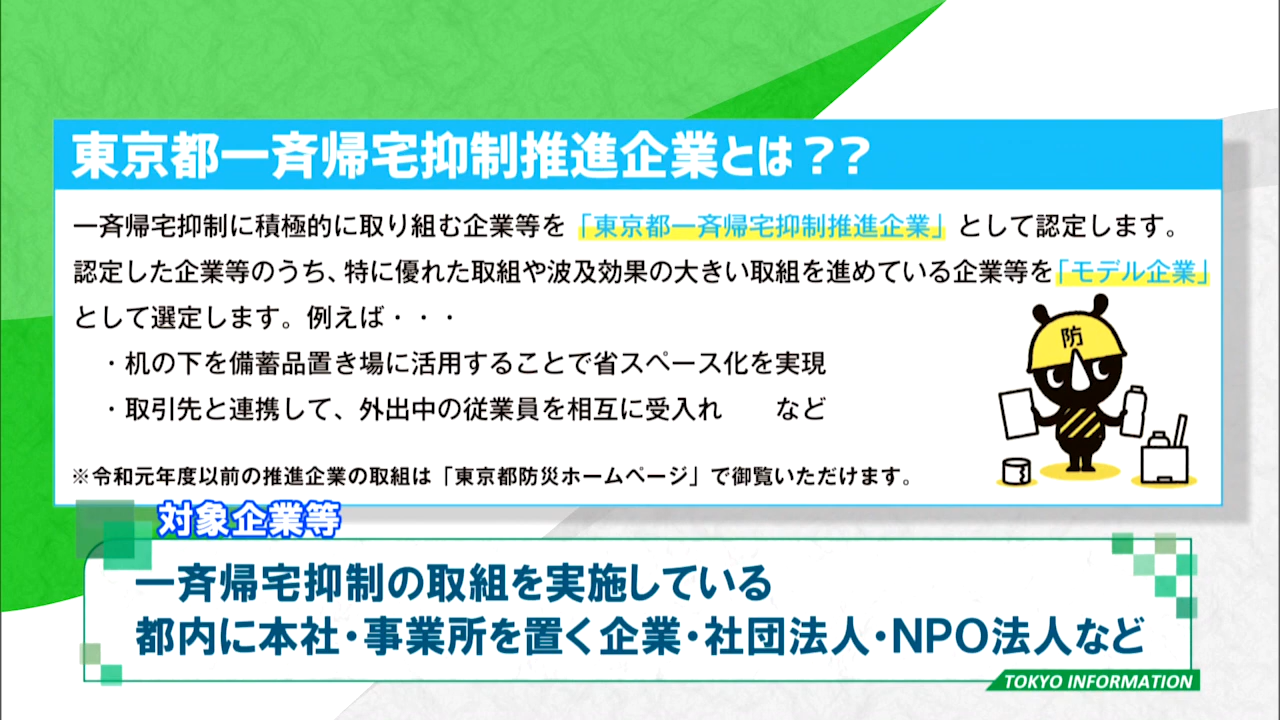 東京都一斉帰宅抑制推進企業とは？？
一斉帰宅抑制に積極的に取り組む企業等を「東京都一斉帰宅抑制推進企業」として認定します。
認定した企業等のうち、特に優れた取組や波及効果の大きい取組を進めている企業等を「モデル企業」
として選定します。例えば・・・
・机の下を備蓄品置き場に活用することで省スペース化を実現
・取引先と連携して、外出中の従業員を相互に受入れ　　など
防
※令和元年度以前の推進企業の取組は「東京都防災ホームページ」で御覧いただけます。
対象企業等
一斉帰宅抑制の取組を実施している
都内に本社・事業所を置く企業・社団法人・NPO法人など
TOKYO INFORMATION